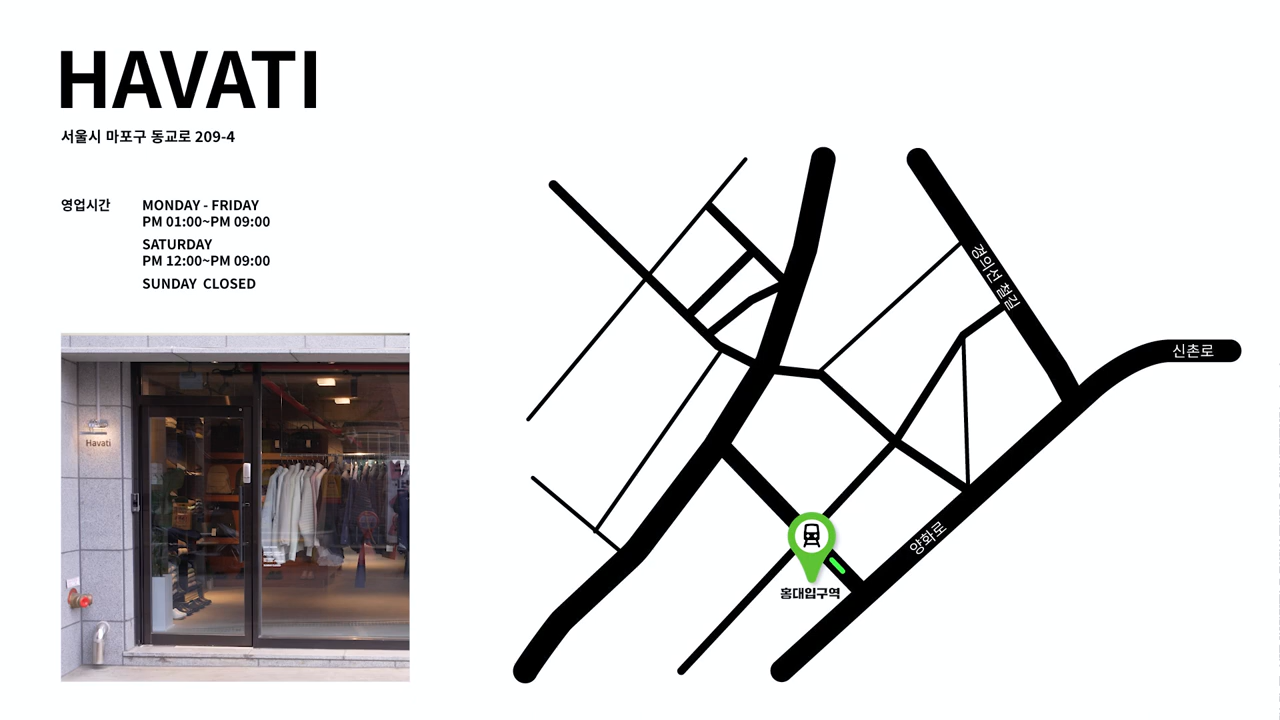 HAVATI
서울시 마포구 동교로 209-4
영업시간
MONDAY - FRIDAY
PM 01:00~PM 09:00
SATURDAY
PM 12:00~PM 09:00
SUNDAY CLOSED
Havati
경의선 철길
신촌로
양화로
홍대입구역